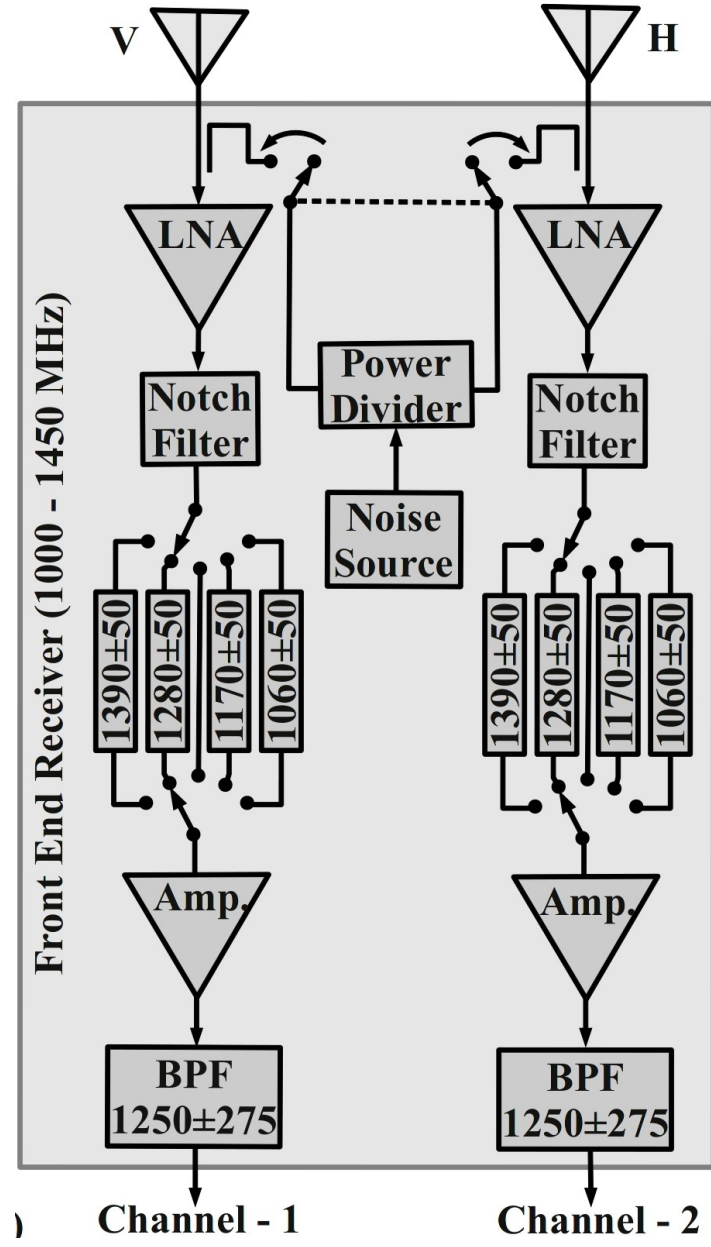 V
H
LNA
LNA
Front End Receiver (1000 - 1450 MHz)
Notch
Filter
Power
Divider
Notch
Filter
Noise
Source
1390±50
1280±50
1170±50
1060±50
1390±50
1280±50
1170±50
1060±50
Amp.
Amp.
BPF
1250±275
BPF
1250±275
)
Channel - 1
Channel - 2